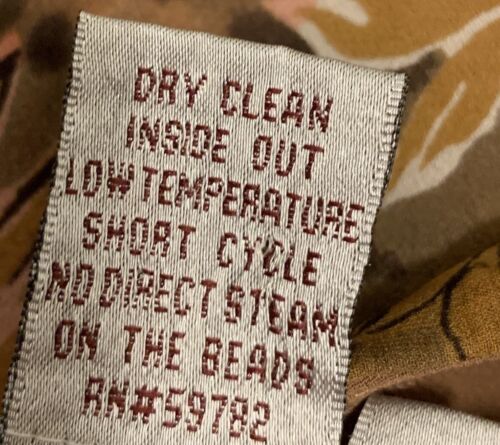 DRY CLEAN
INSIDE OUT
LOW TEMPERATURE
SHORT CYCLE
NO DIRECT STEAM
ON THE BEADS
RN#59782